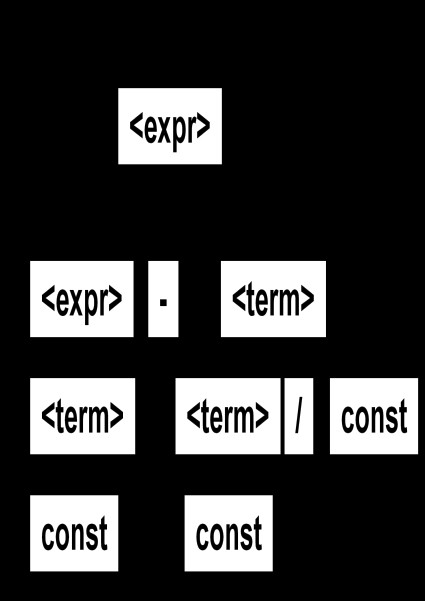 <expr>
<expr> - <term>
<term> <term> / const
const const